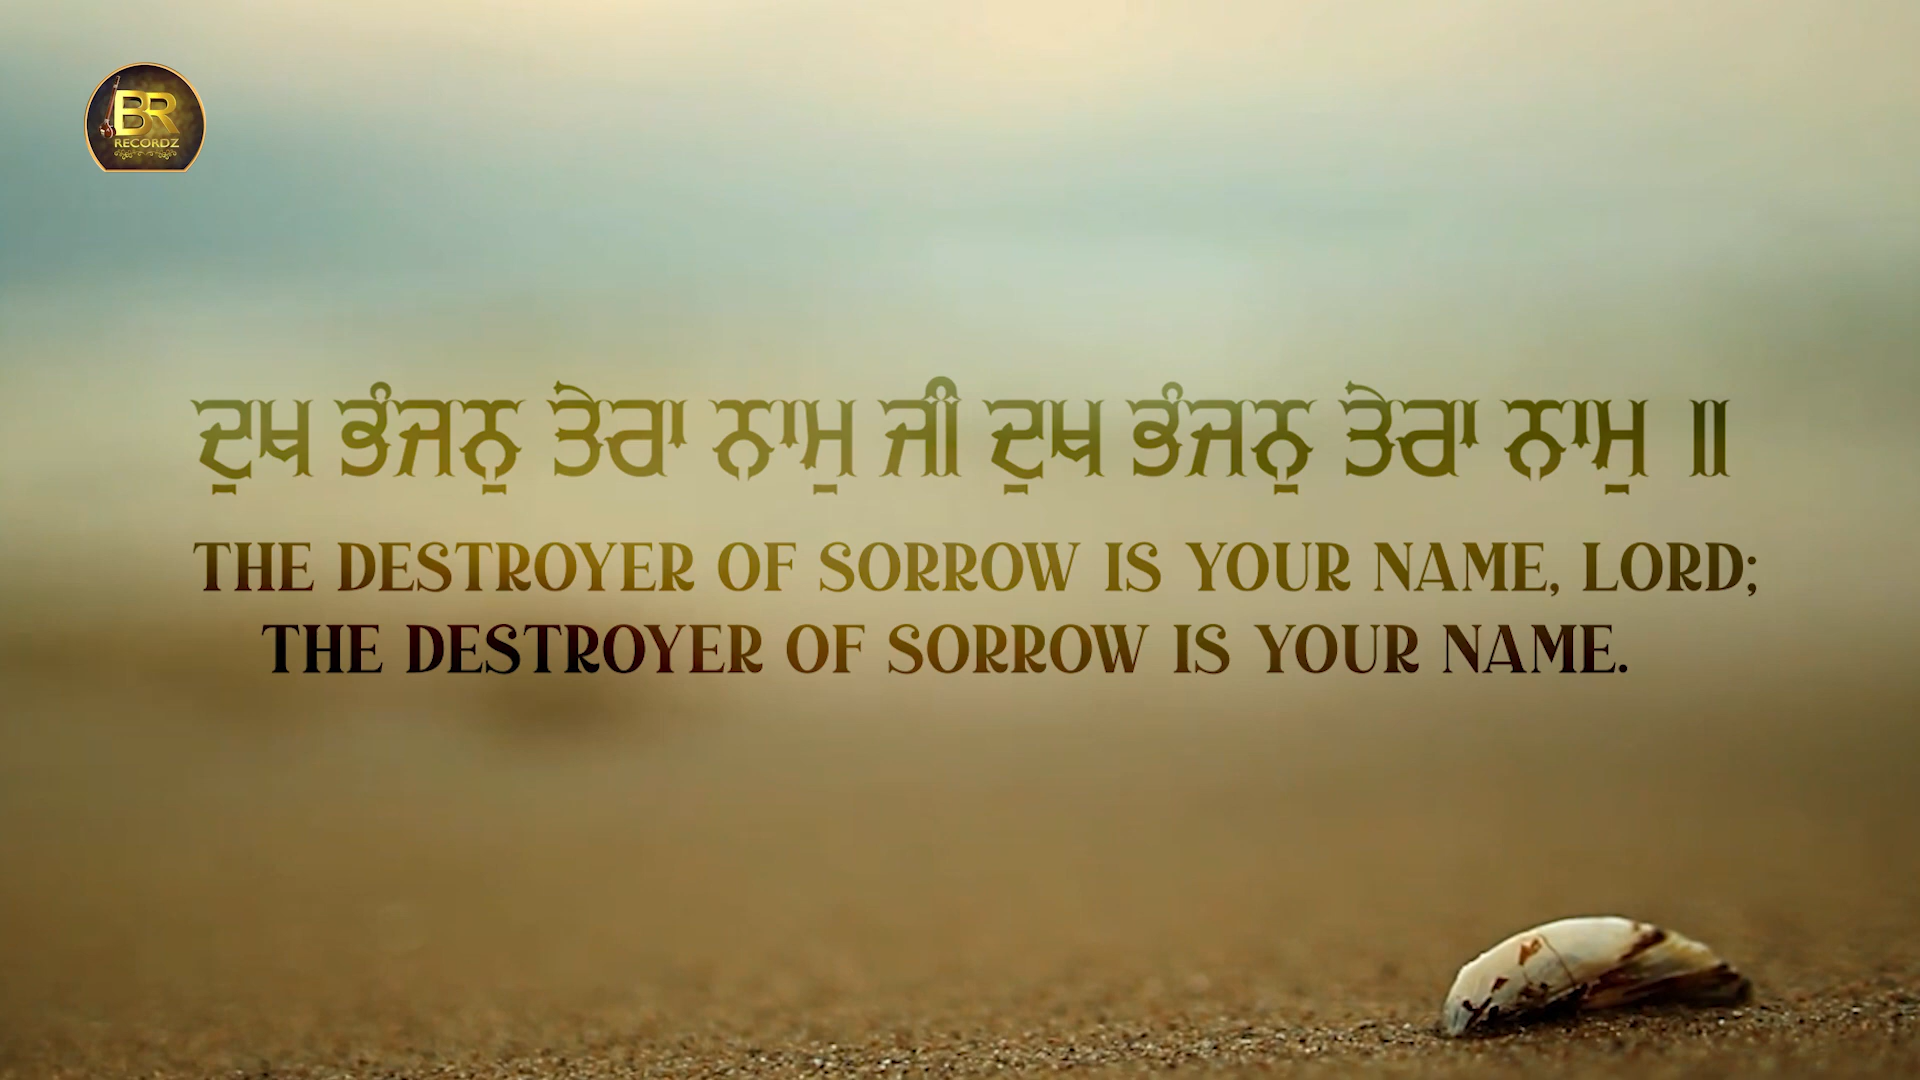 BR
RECORDZ
ਦੁਖ ਭੰਜਨੁ ਤੇਰਾ ਨਾਮੁ ਜੀ ਦੁਖ ਭੰਜਨੁ ਤੇਰਾ ਨਾਮੁ ॥
THE DESTROYER OF SORROW IS YOUR NAME, LORD;
THE DESTROYER OF SORROW IS YOUR NAME.